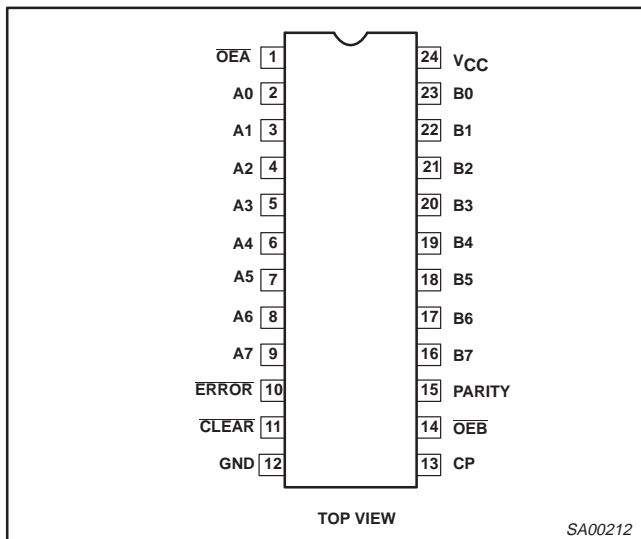 OEA 1 24 VCC
A0 2 23 B0
A1 3 22 B1
A2 4 21 B2
A3 5 20 B3
A4 6 19 B4
A5 7 18 B5
A6 8 17 B6
A7 9 16 B7
ERROR 10 15 PARITY
CLEAR 11 14 OEB
GND 12 13 CP
TOP VIEW
SA00212